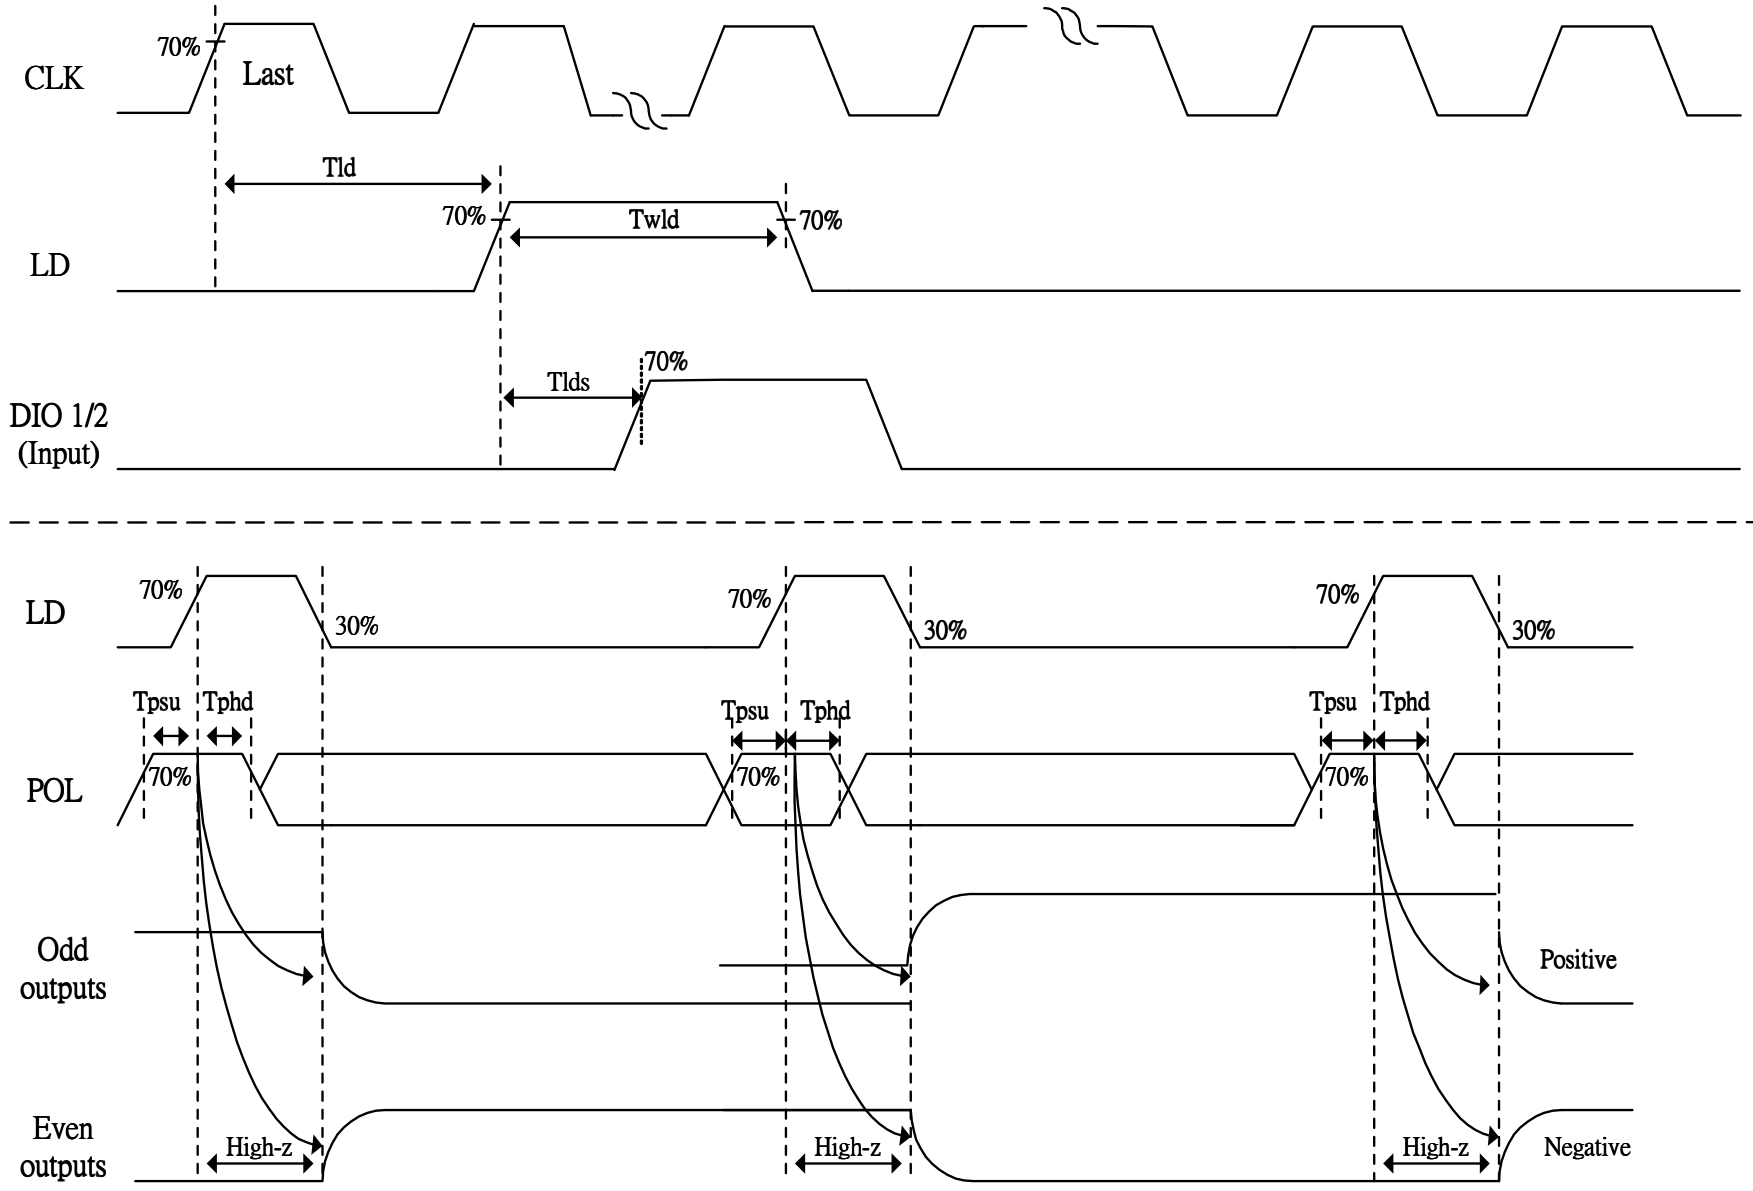 70%
CLK
Last
Tld
70%
Twld
70%
LD
70%
Tlds
DIO 1/2
(Input)
70%
70%
70%
LD
30%
30%
30%
Tpsu
Tphd
Tpsu
Tphd
Tpsu
Tphd
POL
70%
70%
70%
Odd
outputs
Positive
Even
outputs
High-z
High-z
High-z
Negative